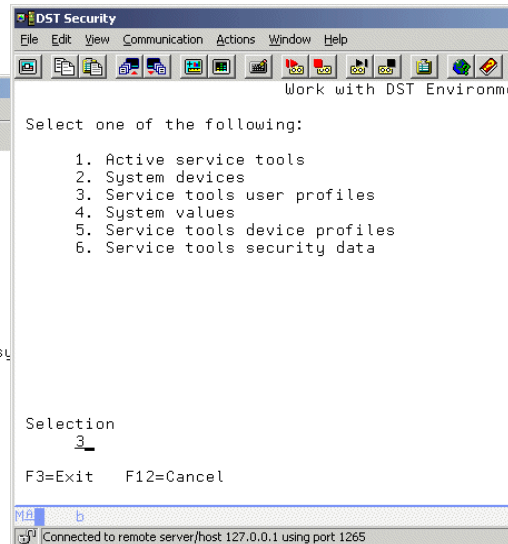 DST Security
File Edit View Communication Actions Window Help
Work with DST Environm
Select one of the following:
1. Active service tools
2. System devices
3. Service tools user profiles
4. System values
5. Service tools device profiles
6. Service tools security data
sy
Selection
3
F3=Exit F12=Cancel
MA b
Connected to remote server/host 127.0.0.1 using port 1265